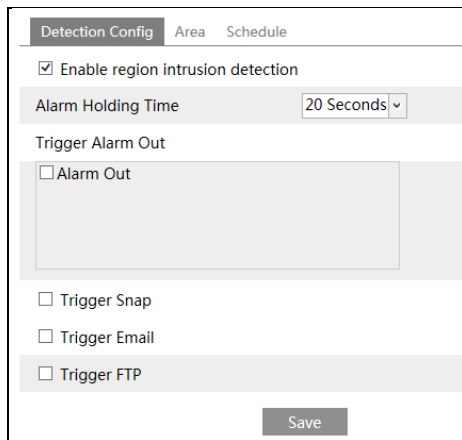 Detection Config Area Schedule
Enable region intrusion detection
Alarm Holding Time 20 Seconds
Trigger Alarm Out
Alarm Out
Trigger Snap
Trigger Email
Trigger FTP
Save